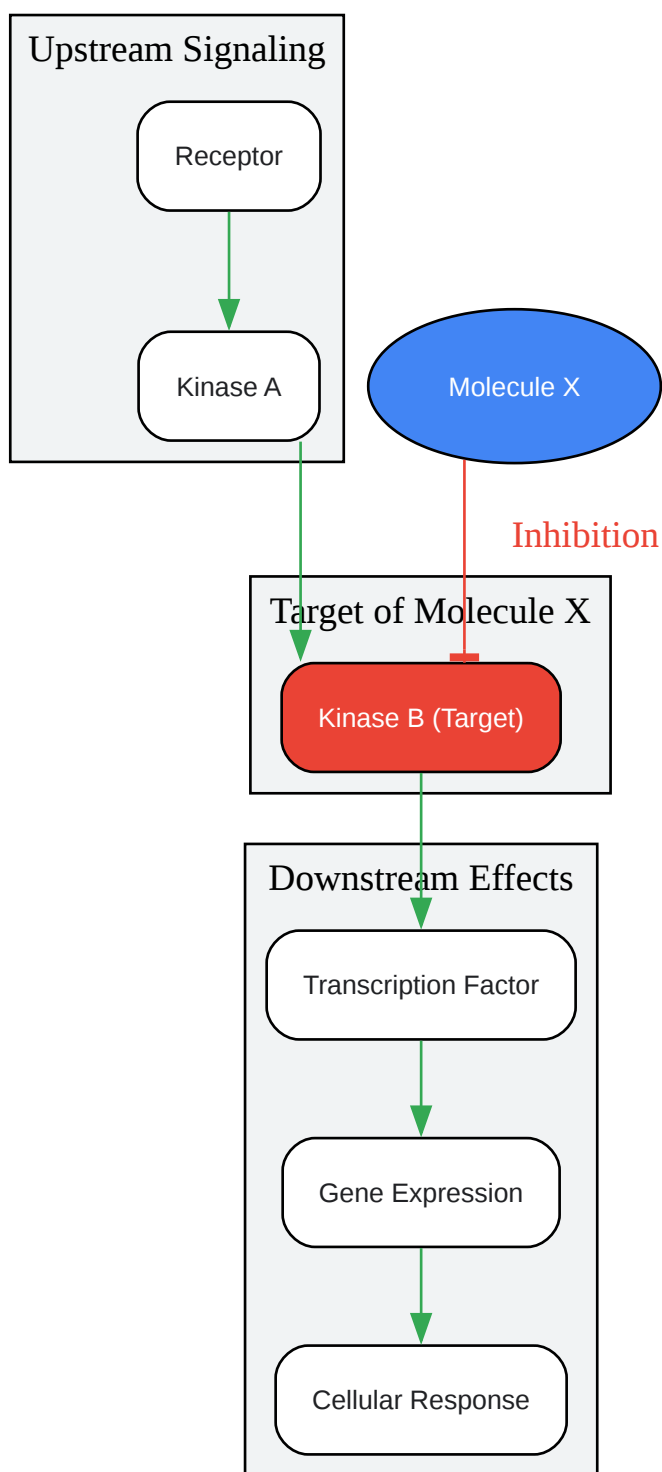 Upstream Signaling
Receptor
Kinase A
Molecule X
Inhibition
Target of Molecule X
Kinase B (Target)
Downstream Effects
Transcription Factor
Gene Expression
Cellular Response